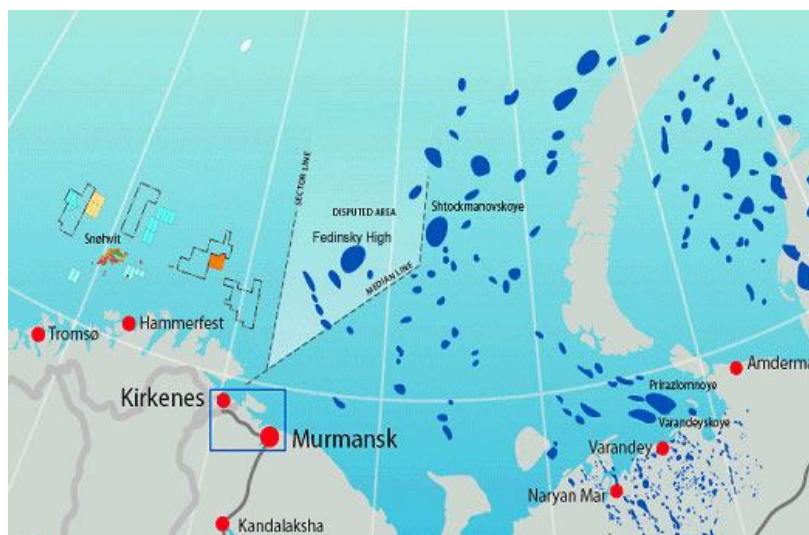 SECTOR LINE
DISPUTED AREA
Shtockmanovskoye
Fedinsky High
MEDIAN LINE
Snøhvit
Tromsø
Hammerfest
Kirkenes
Murmansk
Kandalaksha
Amderma
Prirazlomnoye
Varandeyskoye
Varandey
Naryan Mar